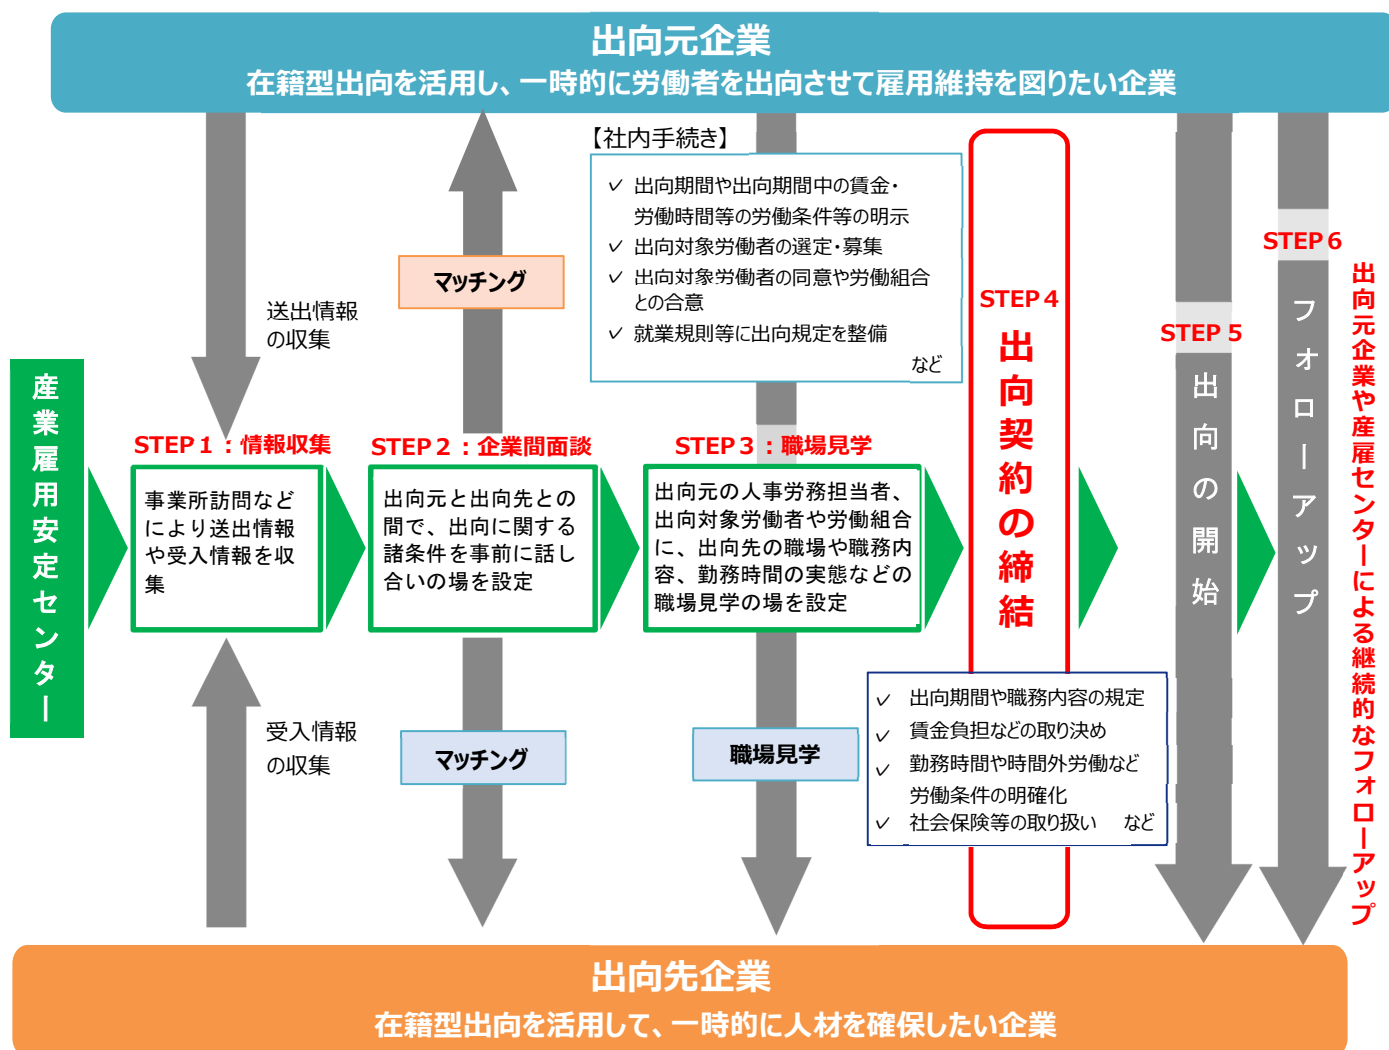 出向元企業
在籍型出向を活用し、一時的に労働者を出向させて雇用維持を図りたい企業
【社内手続き】
✓ 出向期間や出向期間中の賃金・
労働時間等の労働条件等の明示
✓ 出向対象労働者の選定・募集
✓ 出向対象労働者の同意や労働組合
との合意
✓ 就業規則等に出向規定を整備
など
マッチング
送出情報
の収集
産業雇用安定センター
STEP1：情報収集
事業所訪問など
により送出情報
や受入情報を収
集
STEP2：企業間面談
出向元と出向先との
間で、出向に関する
諸条件を事前に話し
合いの場を設定
STEP3：職場見学
出向元の人事労務担当者、
出向対象労働者や労働組合
に、出向先の職場や職務内
容、勤務時間の実態などの
職場見学の場を設定
STEP4
出向契約の締結
✓ 出向期間や職務内容の規定
✓ 賃金負担などの取り決め
✓ 勤務時間や時間外労働など
労働条件の明確化
✓ 社会保険等の取り扱い など
STEP5
出向の開始
STEP6
フォローアップ
出向元企業や産雇センターによる継続的なフォローアップ
受入情報
の収集
マッチング
職場見学
出向先企業
在籍型出向を活用して、一時的に人材を確保したい企業